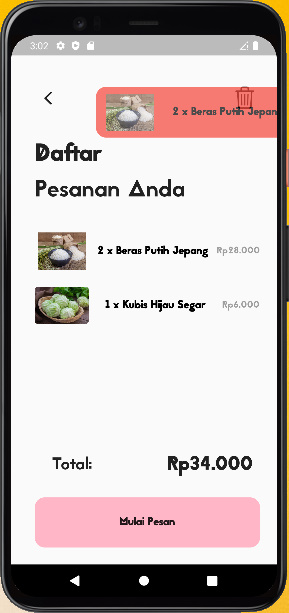 3:02
2 x Beras Putih Jepan
Daftar
Pesanan Anda
2 x Beras Putih Jepang Rp28.000
1 x Kubis Hijau Segar Rp6.000
Total: Rp34.000
Mulai Pesan